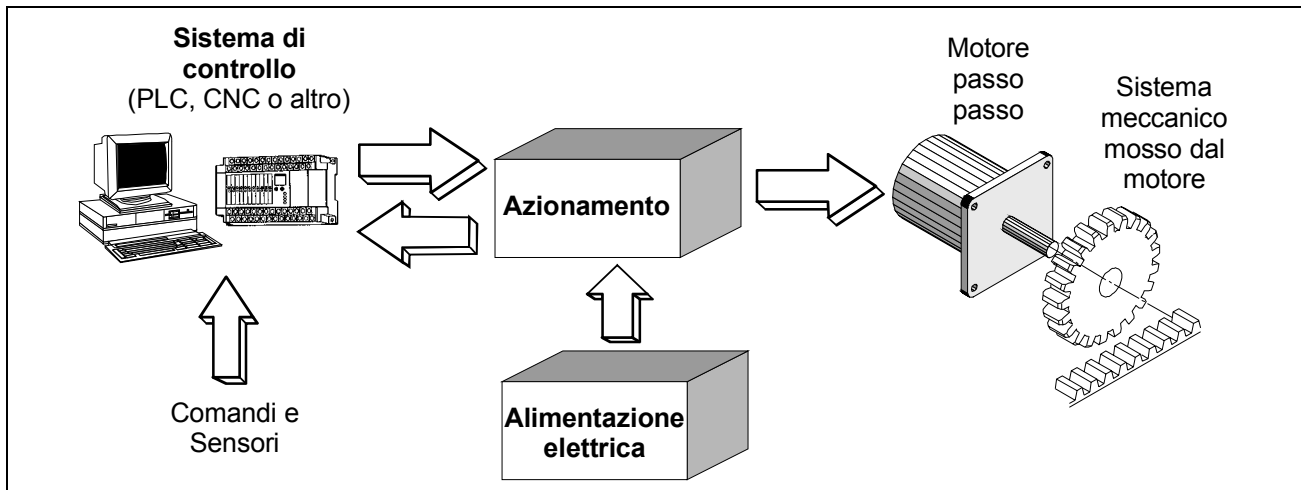 Sistema di
controllo
(PLC, CNC o altro)
Motore
passo
passo
Sistema
meccanico
mosso dal
motore
Azionamento
Comandi e
Sensori
Alimentazione
elettrica